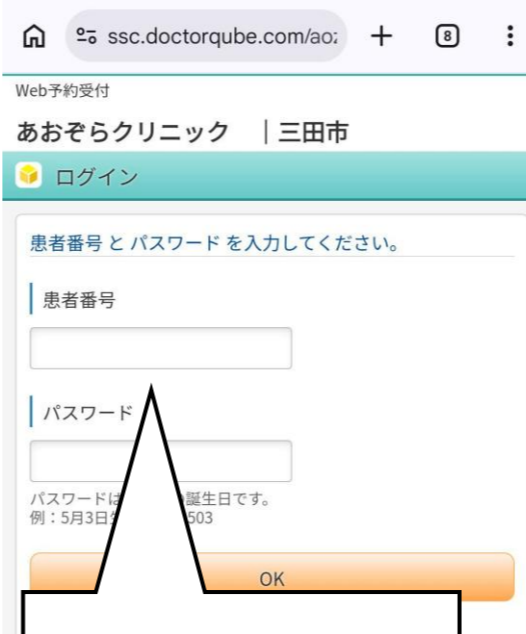 ssc.doctorqube.com/ao
8
Web予約受付
あおぞらクリニック ｜三田市
ログイン
患者番号 と パスワード を入力してください。
患者番号
パスワード
パスワードは 誕生日です。
例：5月3日 503
OK